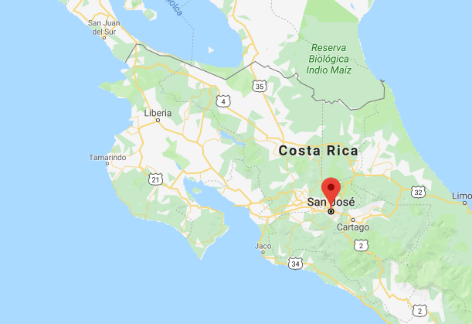 San Juan
del Sur
Reserva
Biológica
Indio Maíz
35
4
Liberia
Costa Rica
Tamarindo
21
32
San José
Limo
Cartago
Jaco
2
34
2